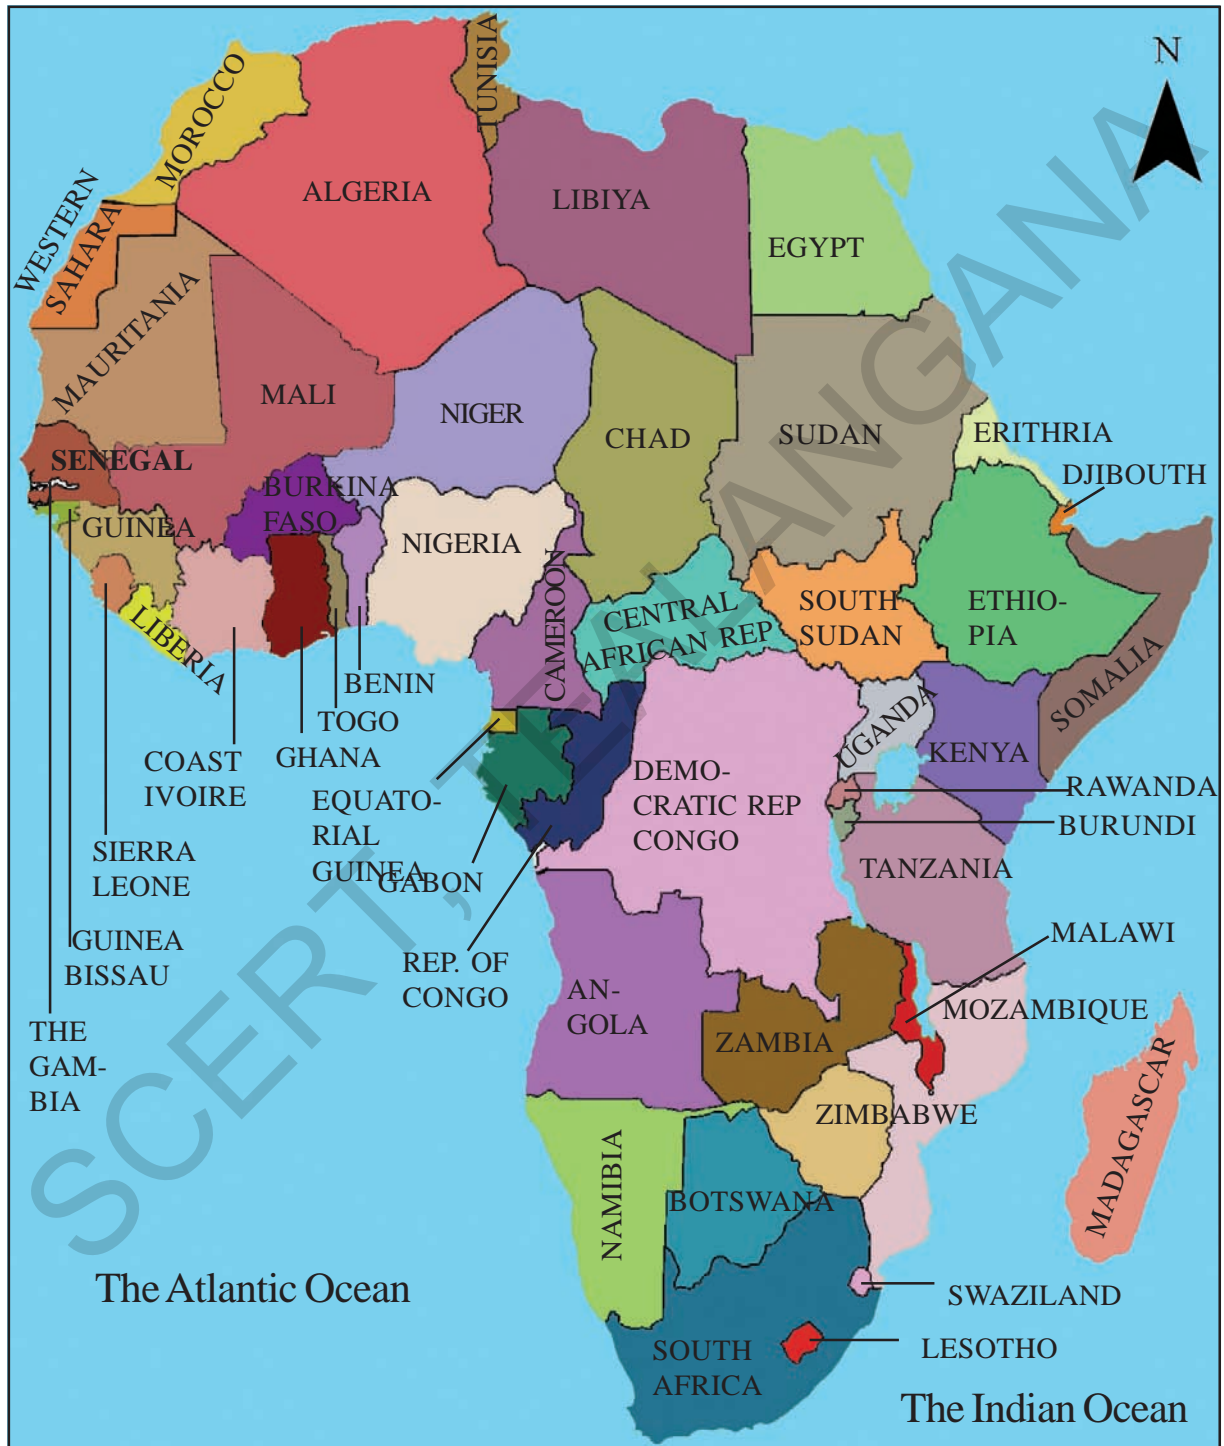 N
TUNISIA
MOROCCO
ALGERIA
LIBIYA
EGYPT
WESTERN
SAHARA
MAURITANIA
MALI
NIGER
CHAD
SUDAN
ERITHRIA
DJIBOUTH
SENEGAL
BURKINA
FASO
GUINEA
NIGERIA
CAMEROON
CENTRAL
AFRICAN REP
SOUTH
SUDAN
ETHIO-
PIA
SOMALIA
LIBERIA
BENIN
TOGO
GHANA
COAST
IVOIRE
EQUATO-
RIAL
GUINEA
GABON
SIERRA
LEONE
GUINEA
BISSAU
THE
GAM-
BIA
REP. OF
CONGO
DEMO-
CRATIC REP
CONGO
UGANDA
KENYA
RAWANDA
BURUNDI
TANZANIA
MALAWI
AN-
GOLA
ZAMBIA
MOZAMBIQUE
ZIMBABWE
MADAGASCAR
NAMIBIA
BOTSWANA
SWAZILAND
LESOTHO
SOUTH
AFRICA
The Atlantic Ocean
The Indian Ocean
SCERT, TEALANGANA